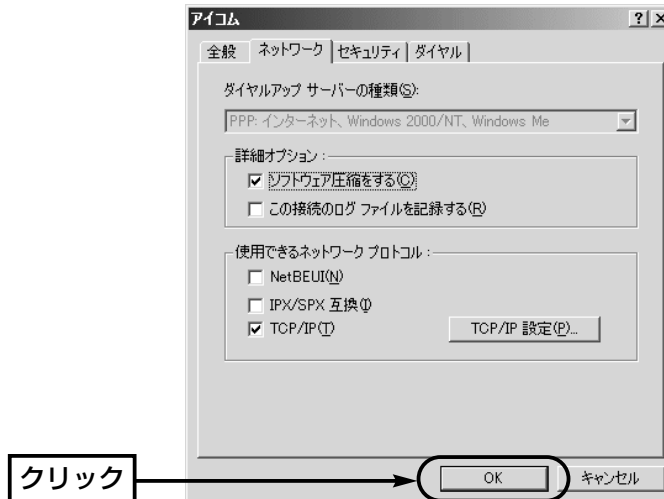 アイコム
全般 ネットワーク セキュリティ ダイヤル
ダイヤルアップ サーバーの種類(S):
PPP: インターネット、Windows 2000/NT、Windows Me
詳細オプション：
ソフトウェア圧縮をする(C)
この接続のログ ファイルを記録する(R)
使用できるネットワーク プロトコル：
NetBEUI(N)
IPX/SPX 互換(I)
TCP/IP(T) TCP/IP 設定(P)...
クリック OK キャンセル